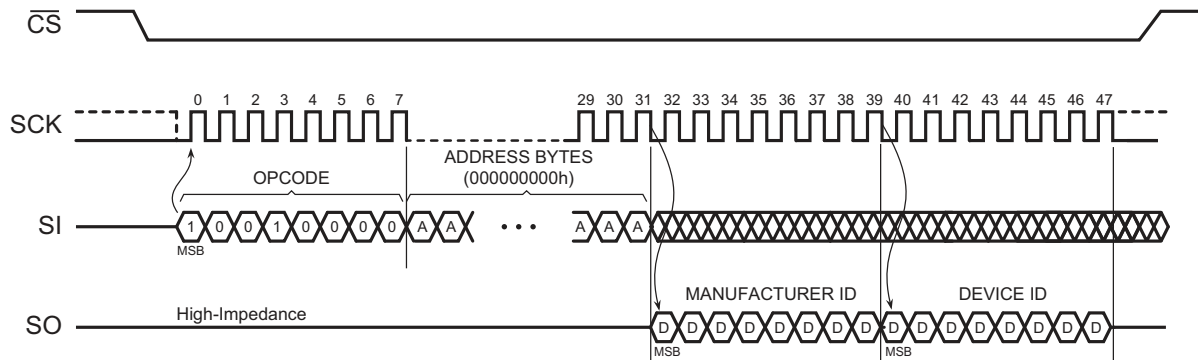 CS
0 1 2 3 4 5 6 7 29 30 31 32 33 34 35 36 37 38 39 40 41 42 43 44 45 46 47
SCK
ADDRESS BYTES
OPCODE (000000000h)
SI 1 0 0 1 0 0 0 0 A A • • • A A A
MSB
MANUFACTURER ID DEVICE ID
High-Impedance
SO D D D D D D D D D D D D D D D D
MSB MSB